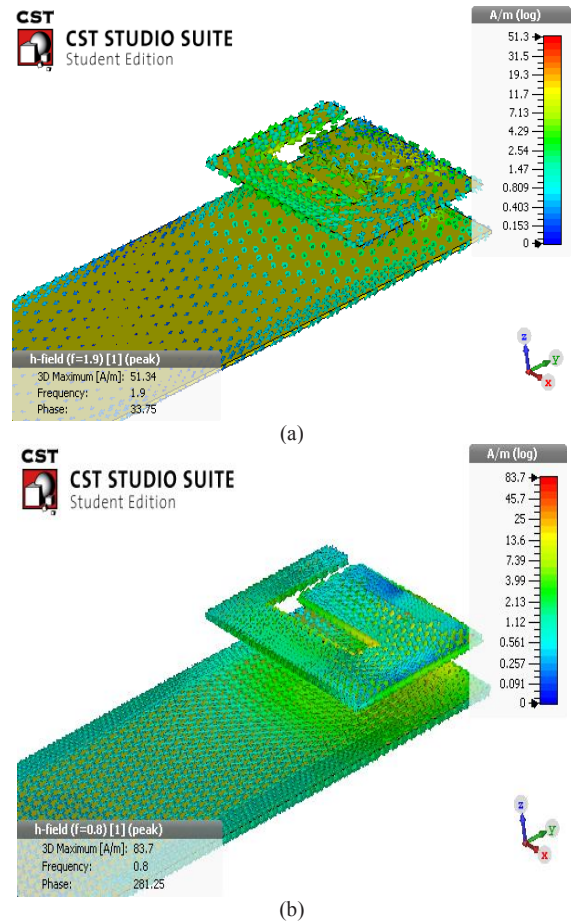 CST
CST STUDIO SUITE
Student Edition
A/m (log)
51.3
31.5
19.3
11.7
7.13
4.29
2.54
1.47
0.809
0.403
0.153
0
h-field (f=1.9) [1] (peak)
3D Maximum [A/m]: 51.34
Frequency: 1.9
Phase: 33.75
z
y
x
(a)
CST
CST STUDIO SUITE
Student Edition
A/m (log)
83.7
45.7
25
13.6
7.39
3.99
2.13
1.12
0.561
0.257
0.091
0
h-field (f=0.8) [1] (peak)
3D Maximum [A/m]: 83.7
Frequency: 0.8
Phase: 281.25
z
y
x
(b)